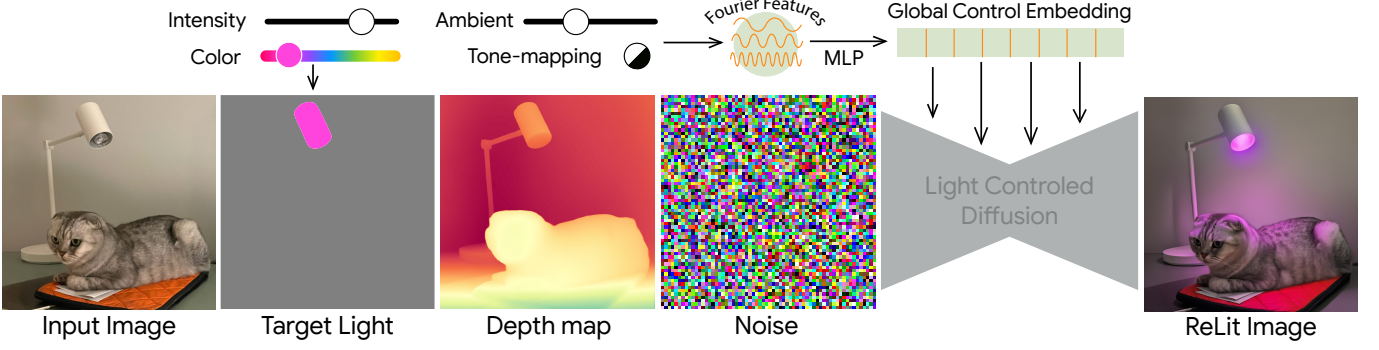 Intensity
Color
Ambient
Tone-mapping
Fourier Features
MLP
Global Control Embedding
Light Controled
Diffusion
Input Image
Target Light
Depth map
Noise
ReLit Image